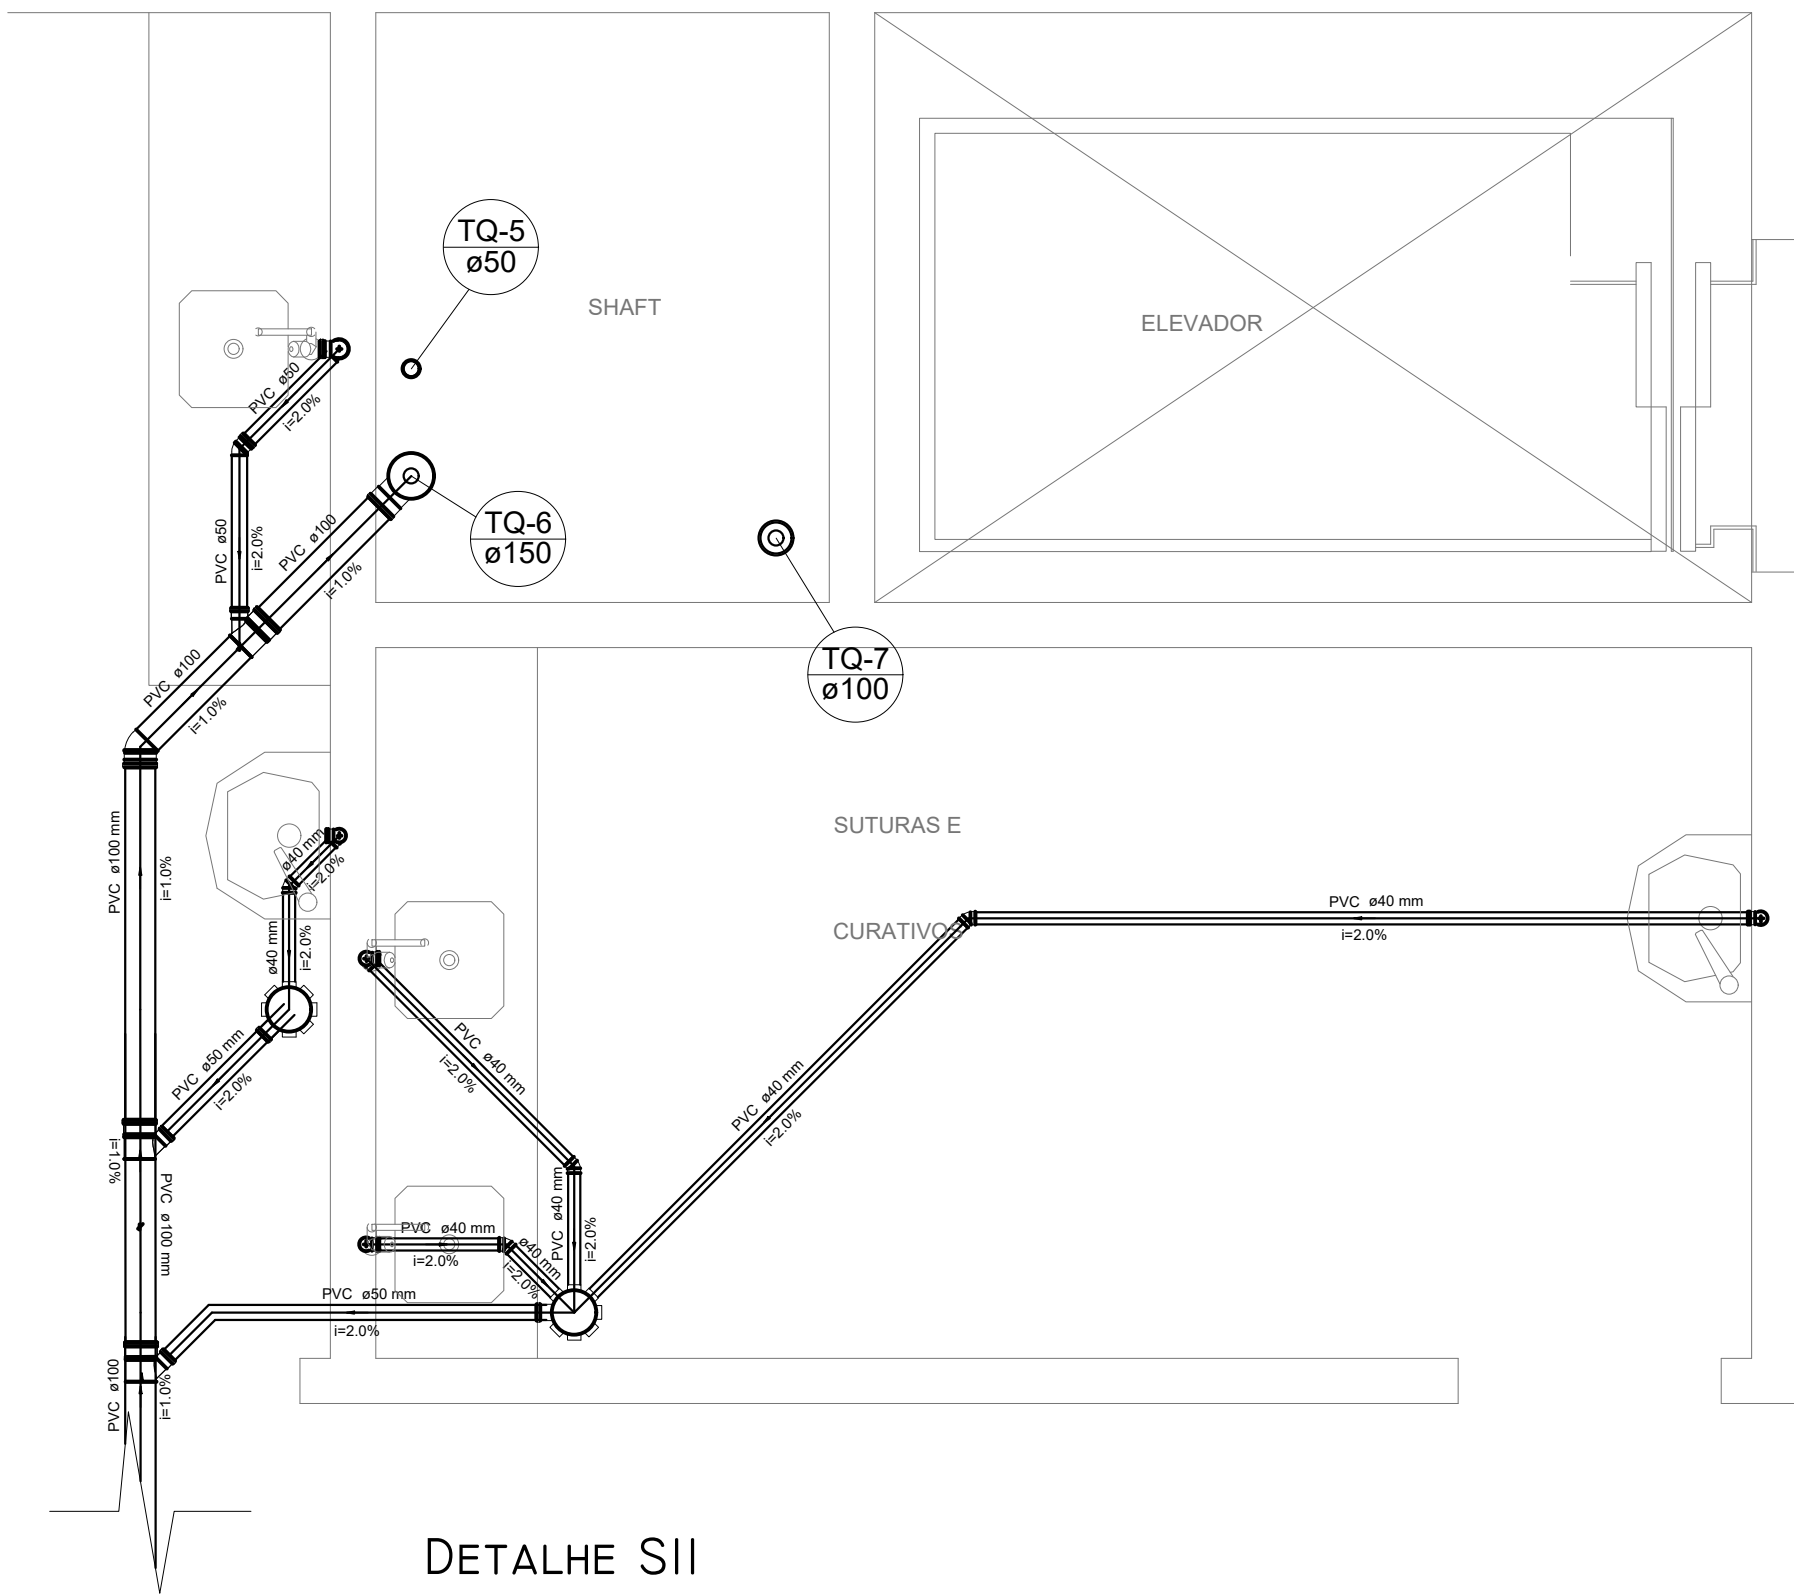 TQ-5
ø50
SHAFT
ELEVADOR
PVC ø50
i=2.0%
TQ-6
ø150
PVC ø50
i=2.0%
PVC ø100
i=1.0%
TQ-7
ø100
PVC ø100
i=1.0%
SUTURAS E
CURATIVOS
PVC ø100 mm
i=1.0%
ø40 mm
i=2.0%
ø40 mm
i=2.0%
PVC ø40 mm
i=2.0%
PVC ø50 mm
i=2.0%
PVC ø40 mm
i=2.0%
PVC ø40 mm
i=2.0%
i=1.0%
PVC ø100 mm
PVC ø40 mm
i=2.0%
PVC ø40 mm
i=2.0%
ø40 mm
i=2.0%
PVC ø50 mm
i=2.0%
PVC ø100
i=1.0%
DETALHE SII